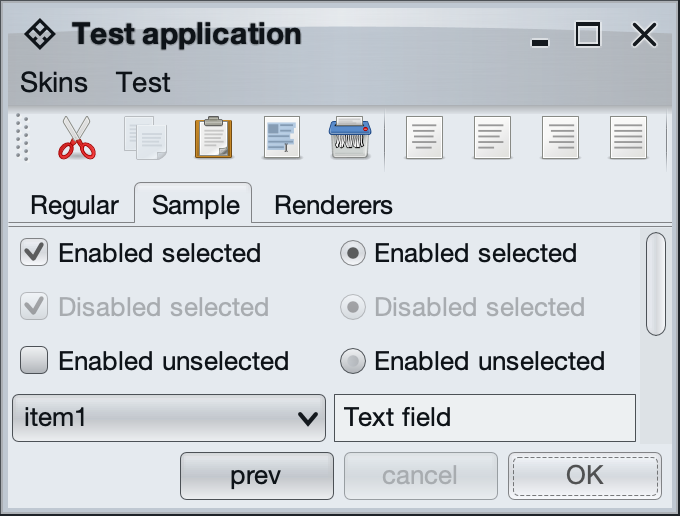 Test application
Skins Test
Regular Sample Renderers
Enabled selected Enabled selected
Disabled selected Disabled selected
Enabled unselected Enabled unselected
item1 Text field
prev cancel OK